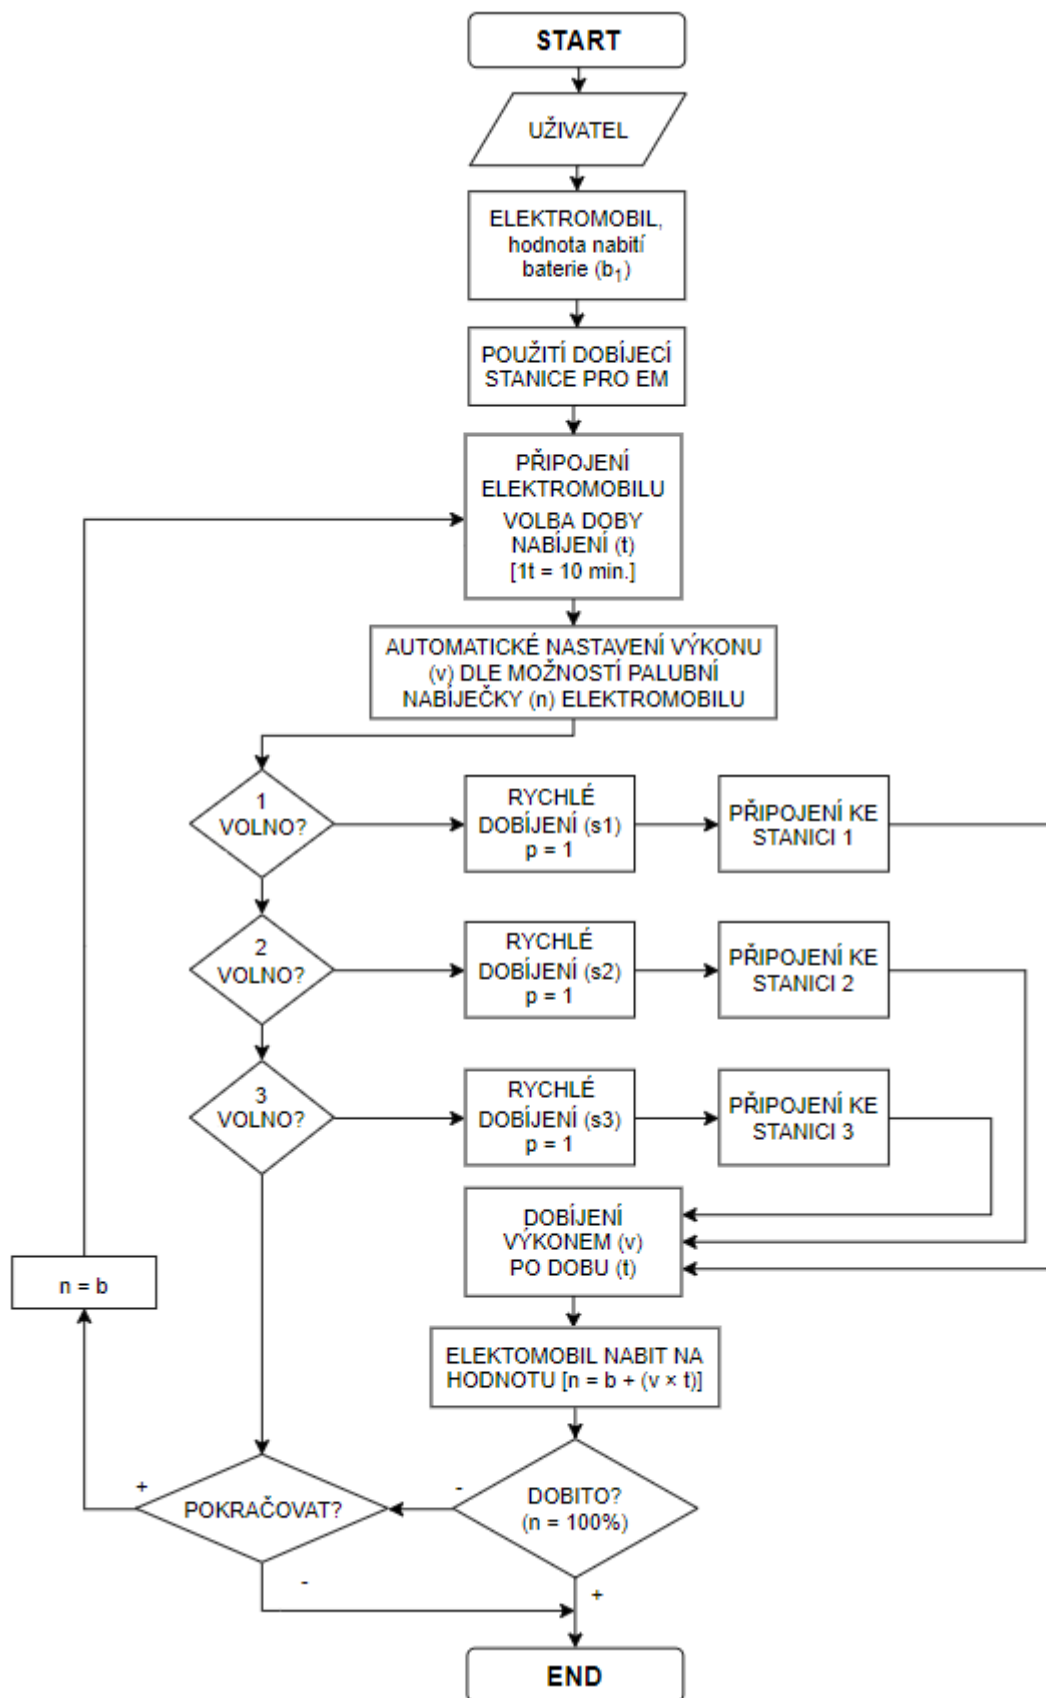 START
UŽIVATEL
ELEKTROMOBIL,
hodnota nabití
baterie (b₁)
POUŽITÍ DOBÍJECÍ
STANICE PRO EM
PŘIPOJENÍ
ELEKTROMOBILU
VOLBA DOBY
NABÍJENÍ (t)
[1t = 10 min.]
AUTOMATICKÉ NASTAVENÍ VÝKONU
(v) DLE MOŽNOSTÍ PALUBNÍ
NABÍJEČKY (n) ELEKTROMOBILU
1
VOLNO?
RYCHLÉ
DOBÍJENÍ (s1)
p = 1
PŘIPOJENÍ KE
STANICI 1
2
VOLNO?
RYCHLÉ
DOBÍJENÍ (s2)
p = 1
PŘIPOJENÍ KE
STANICI 2
3
VOLNO?
RYCHLÉ
DOBÍJENÍ (s3)
p = 1
PŘIPOJENÍ KE
STANICI 3
DOBÍJENÍ
VÝKONEM (v)
PO DOBU (t)
n = b
ELEKTOMOBIL NABIT NA
HODNOTU [n = b + (v × t)]
+
POKRAČOVAT?
-
-
DOBITO?
(n = 100%)
+
END